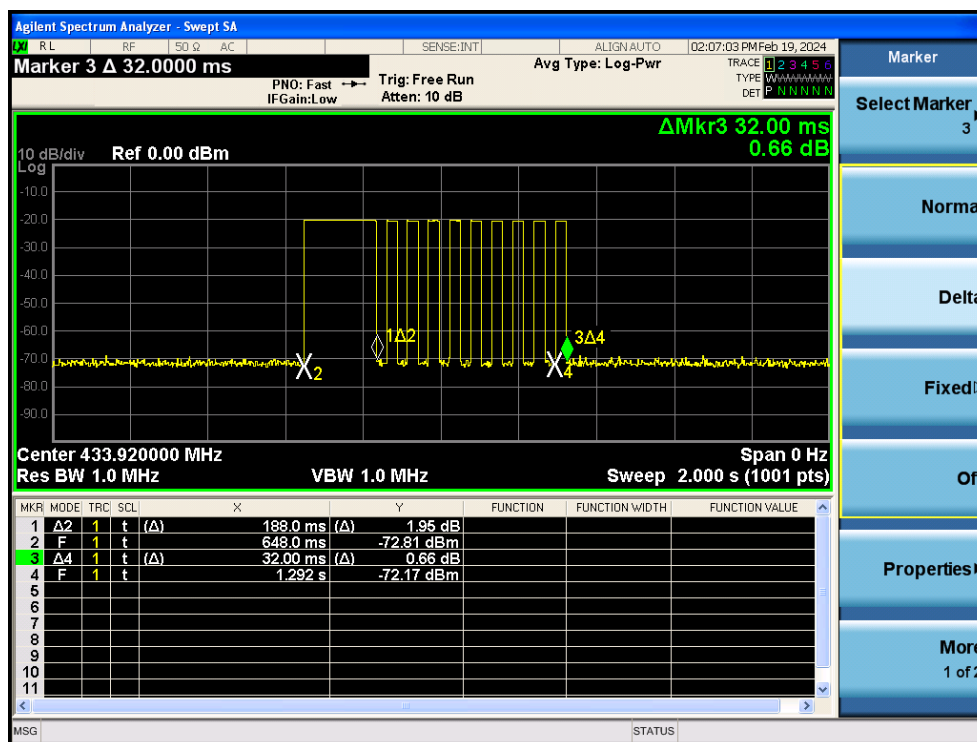 Agilent Spectrum Analyzer - Swept SA
LXI RL RF 50 Ω AC SENSE:INT ALIGN AUTO 02:07:03 PM Feb 19, 2024
Marker 3 Δ 32.0000 ms
PNO: Fast
IFGain:Low
Trig: Free Run
Atten: 10 dB
Avg Type: Log-Pwr
TRACE 1 2 3 4 5 6
TYPE W
DET P N N N N N
ΔMkr3 32.00 ms
0.66 dB
10 dB/div Ref 0.00 dBm
Log
-10.0
-20.0
-30.0
-40.0
-50.0
-60.0
-70.0
-80.0
-90.0
1Δ2
2
3Δ4
4
Center 433.920000 MHz Span 0 Hz
Res BW 1.0 MHz VBW 1.0 MHz Sweep 2.000 s (1001 pts)
MKR MODE TRC SCL X Y FUNCTION FUNCTION WIDTH FUNCTION VALUE
1 Δ2 1 t (Δ) 188.0 ms (Δ) 1.95 dB
2 F 1 t 648.0 ms -72.81 dBm
3 Δ4 1 t (Δ) 32.00 ms (Δ) 0.66 dB
4 F 1 t 1.292 s -72.17 dBm
5
6
7
8
9
10
11
MSG STATUS
Marker
Select Marker
3
Norma
Delta
Fixed
Of
Properties
More
1 of 2